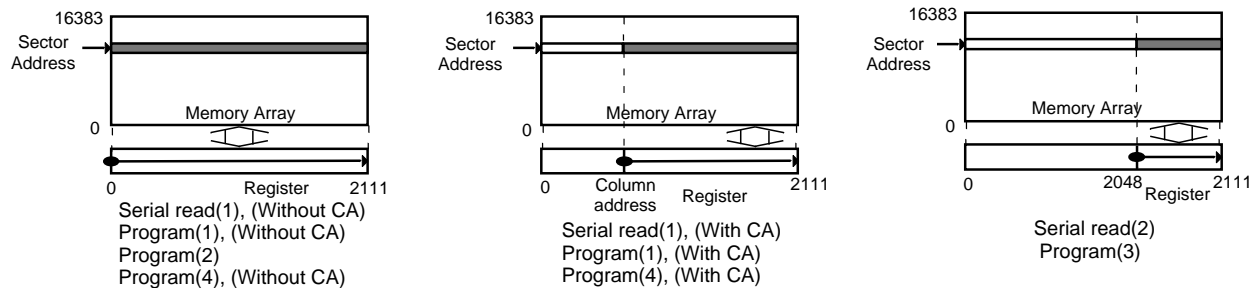 16383
Sector
Address
Memory Array
0
0
Register
2111
Serial read(1), (Without CA)
Program(1), (Without CA)
Program(2)
Program(4), (Without CA)
16383
Sector
Address
Memory Array
0
0
Column
address
Register
2111
Serial read(1), (With CA)
Program(1), (With CA)
Program(4), (With CA)
16383
Sector
Address
Memory Array
0
0
2048
Register
2111
Serial read(2)
Program(3)